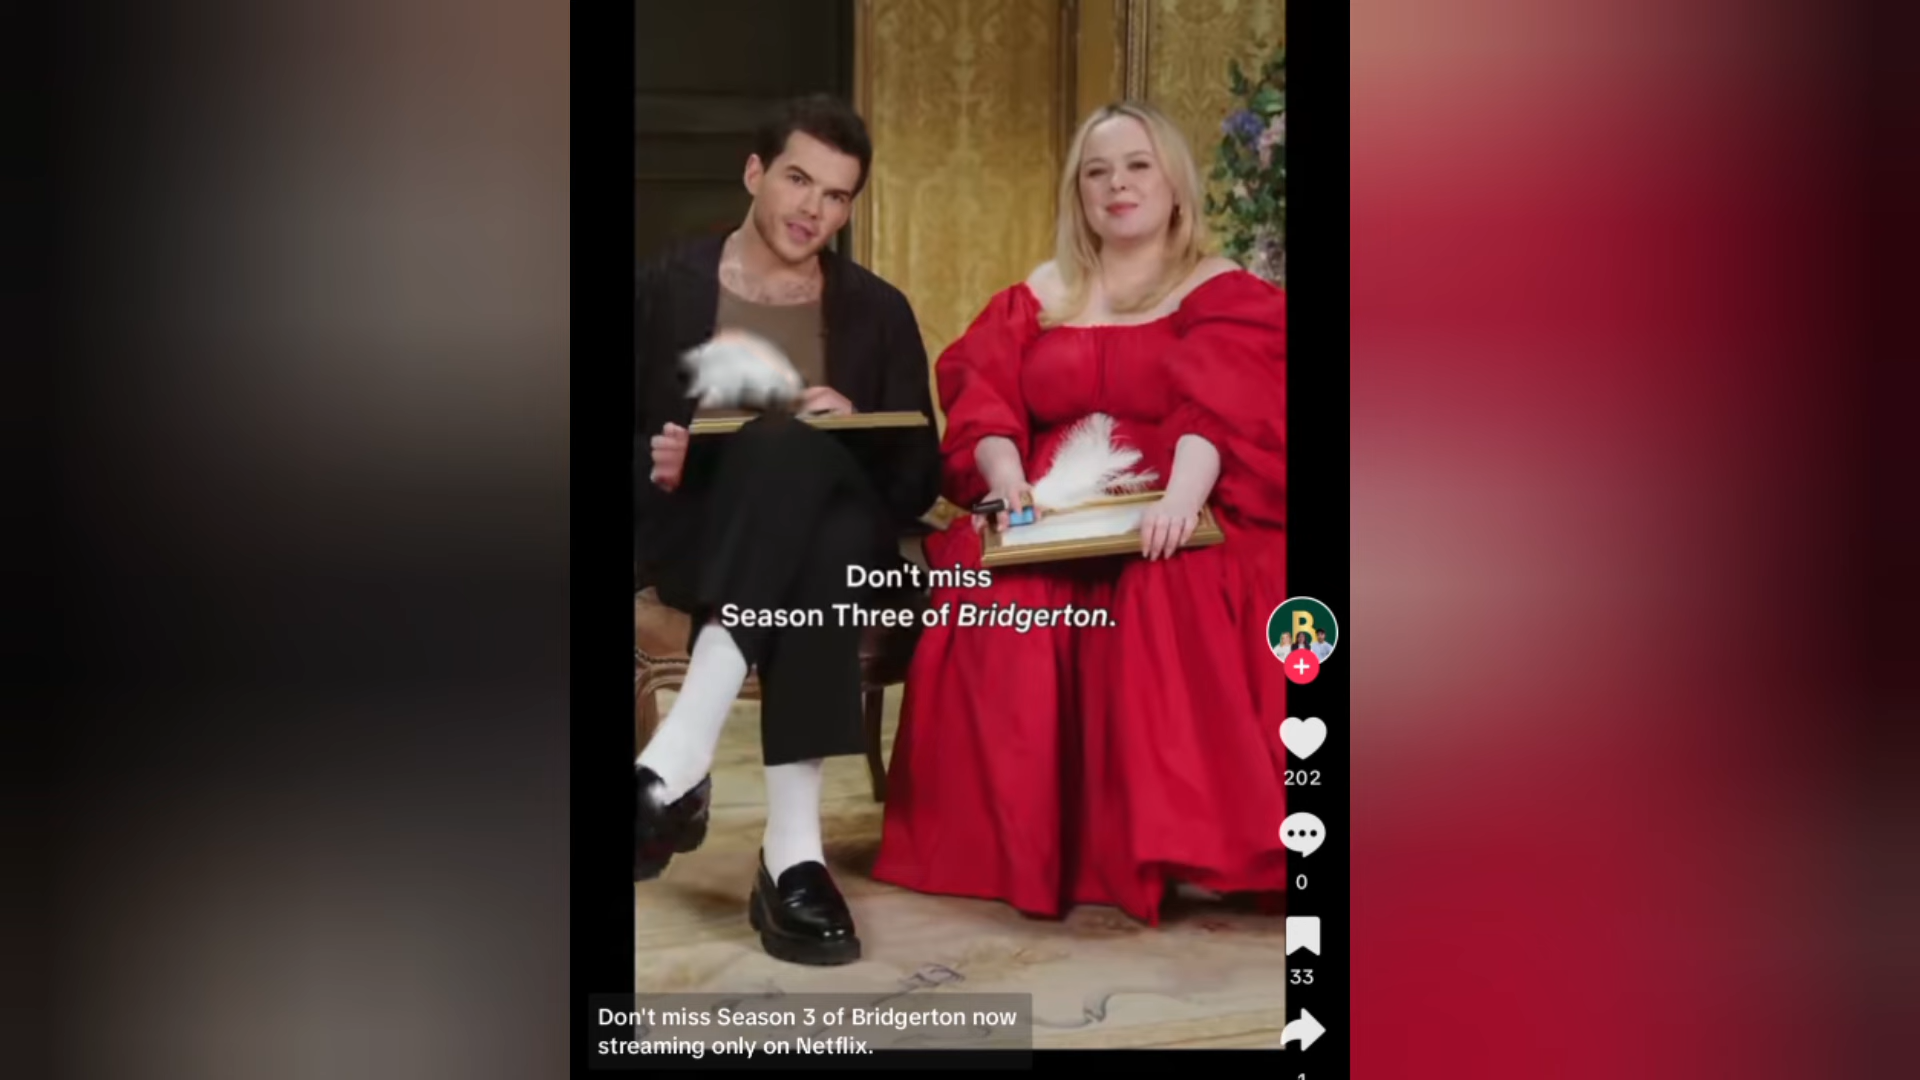 Don't miss
Season Three of Bridgerton.
B
+
202
0
33
1
Don't miss Season 3 of Bridgerton now
streaming only on Netflix.